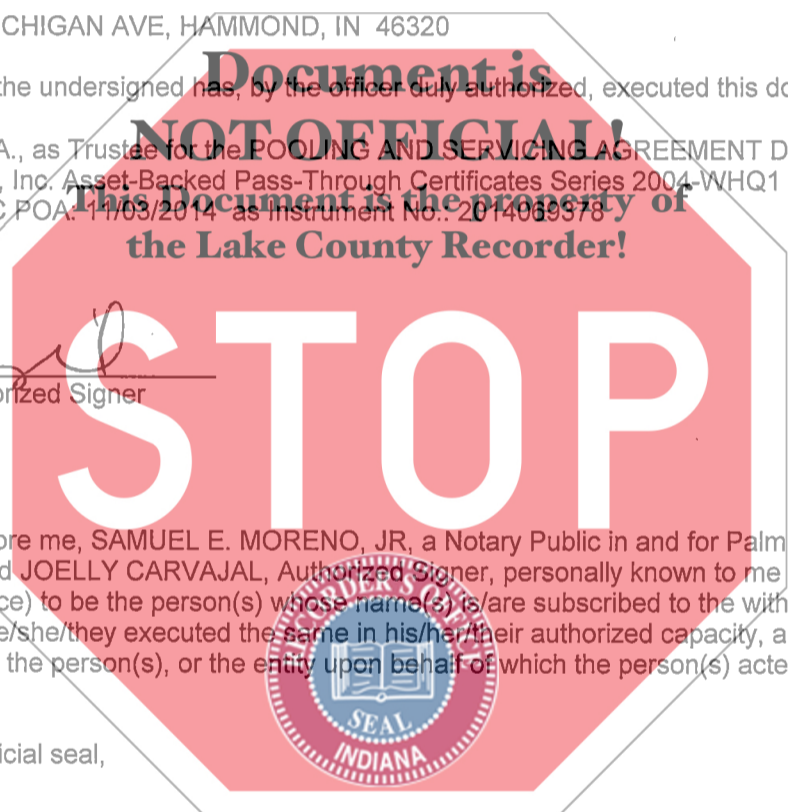 CHIGAN AVE, HAMMOND, IN 46320
Document is
the undersigned has, by the officer duly authorized, executed this do
NOT OFFICIAL!
A., as Trustee for the POOLING AND SERVICING AGREEMENT D
, Inc. Asset-Backed Pass-Through Certificates Series 2004-WHQ1
This Document is the property of
C POA: 11/03/2014 as Instrument No.: 2014069378
the Lake County Recorder!
STOP
orized Signer
ore me, SAMUEL E. MORENO, JR, a Notary Public in and for Palm
d JOELLY CARVAJAL, Authorized Signer, personally known to me
ce) to be the person(s) whose name(s) is/are subscribed to the with
e/she/they executed the same in his/her/their authorized capacity, a
the person(s), or the entity upon behalf of which the person(s) acte
RECORDER'S OFFICE
SEAL
INDIANA
icial seal,